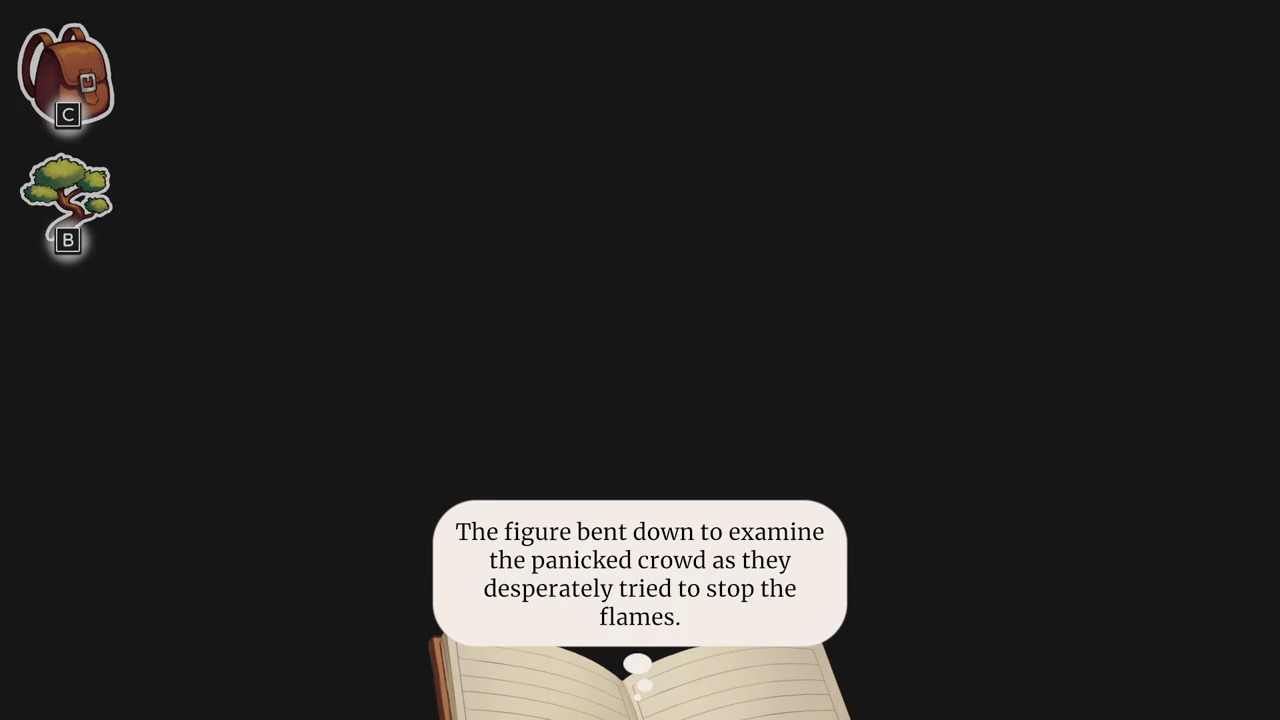 C
B
The figure bent down to examine
the panicked crowd as they
desperately tried to stop the
flames.